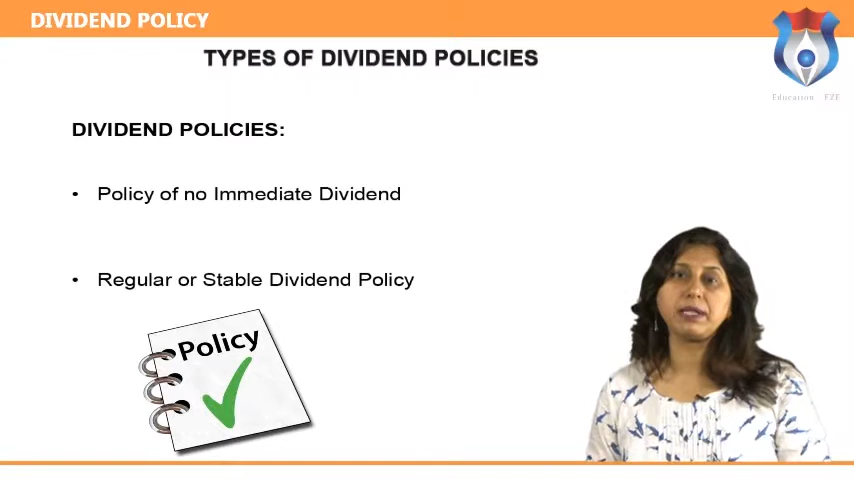 DIVIDEND POLICY
TYPES OF DIVIDEND POLICIES
Education EZE
DIVIDEND POLICIES:
• Policy of no Immediate Dividend
• Regular or Stable Dividend Policy
Policy